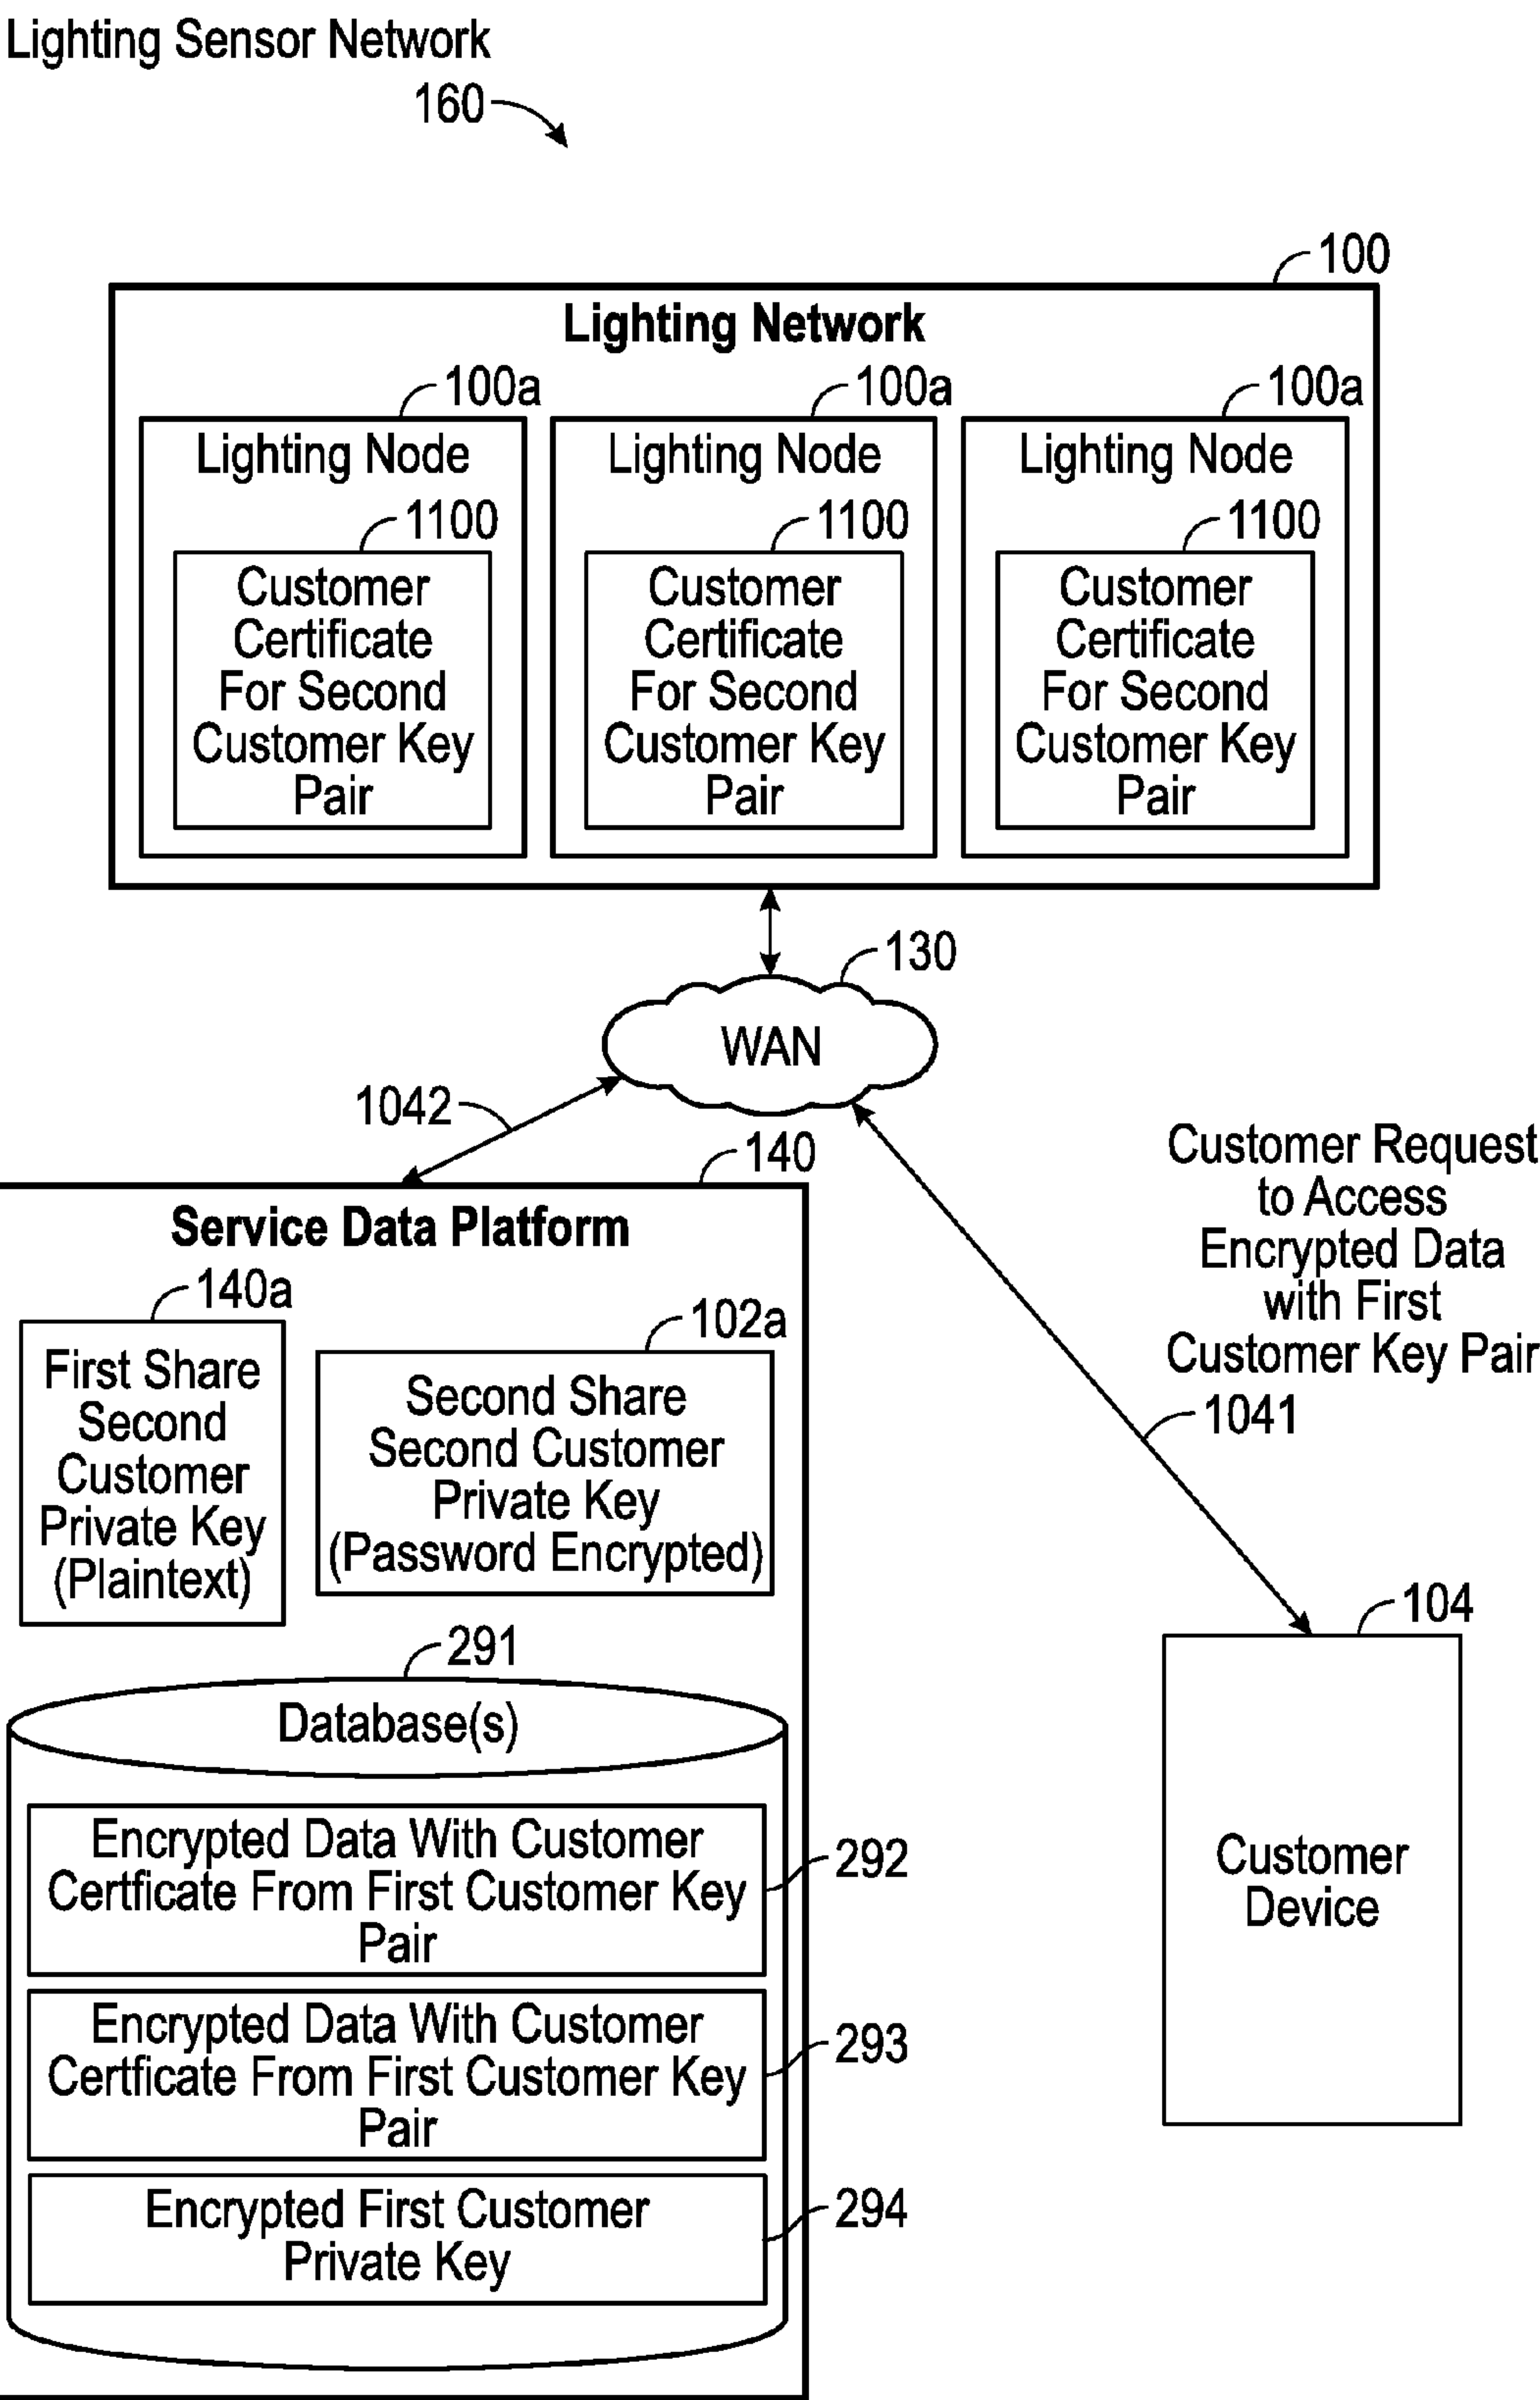 Lighting Sensor Network
160
100
Lighting Network
100a
100a
100a
Lighting Node
Lighting Node
Lighting Node
1100
1100
1100
Customer
Certificate
For Second
Customer Key
Pair
Customer
Certificate
For Second
Customer Key
Pair
Customer
Certificate
For Second
Customer Key
Pair
130
WAN
1042
140
Customer Request
to Access
Encrypted Data
with First
Customer Key Pair
1041
Service Data Platform
140a
First Share
Second
Customer
Private Key
(Plaintext)
102a
Second Share
Second Customer
Private Key
(Password Encrypted)
291
Database(s)
Encrypted Data With Customer
Certficate From First Customer Key
Pair
292
Encrypted Data With Customer
Certficate From First Customer Key
Pair
293
Encrypted First Customer
Private Key
294
104
Customer
Device